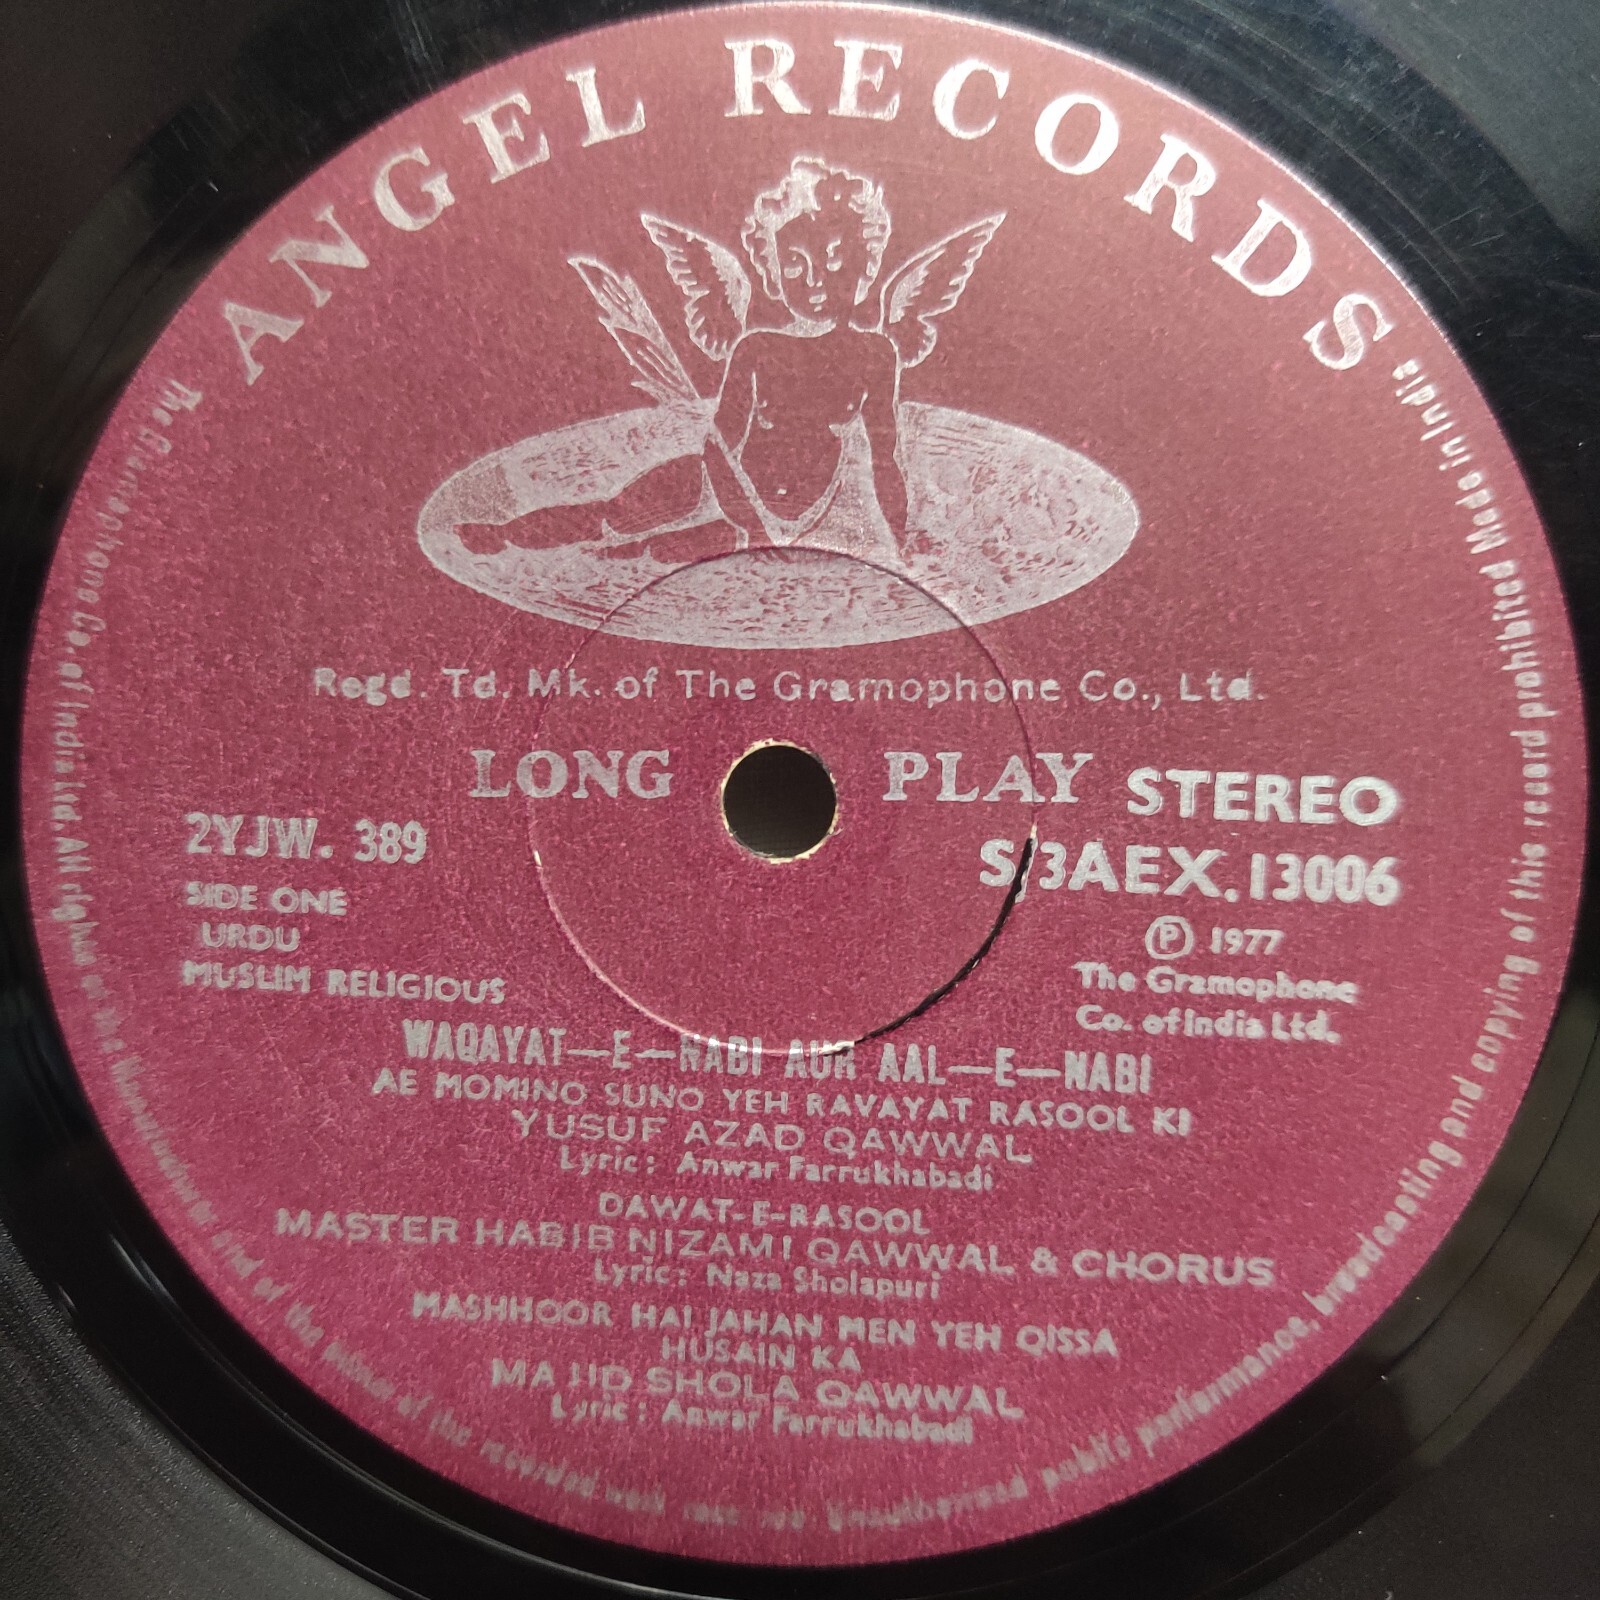 ANGEL RECORDS
Regd. Td. Mk. of The Gramophone Co., Ltd.
LONG PLAY STEREO
2YJW. 389
S/3AEX.13006
SIDE ONE
URDU
MUSLIM RELIGIOUS
Ⓟ 1977
The Gramophone
Co. of India Ltd.
WAQAYAT—E—NABI AUR AAL—E—NABI
AE MOMINO SUNO YEH RAVAYAT RASOOL KI
YUSUF AZAD QAWWAL
Lyric: Anwar Farrukhabadi
DAWAT-E-RASOOL
MASTER HABIB NIZAMI QAWWAL & CHORUS
Lyric: Naza Sholapuri
MASHHOOR HAI JAHAN MEN YEH QISSA
HUSAIN KA
MAJID SHOLA QAWWAL
Lyric: Anwar Farrukhabadi
The Gramophone Co. of India Ltd. All rights of the manufacturer and of the owner of the recorded work reserved. Unauthorised public performance, broadcasting and copying of this record prohibited Made in India